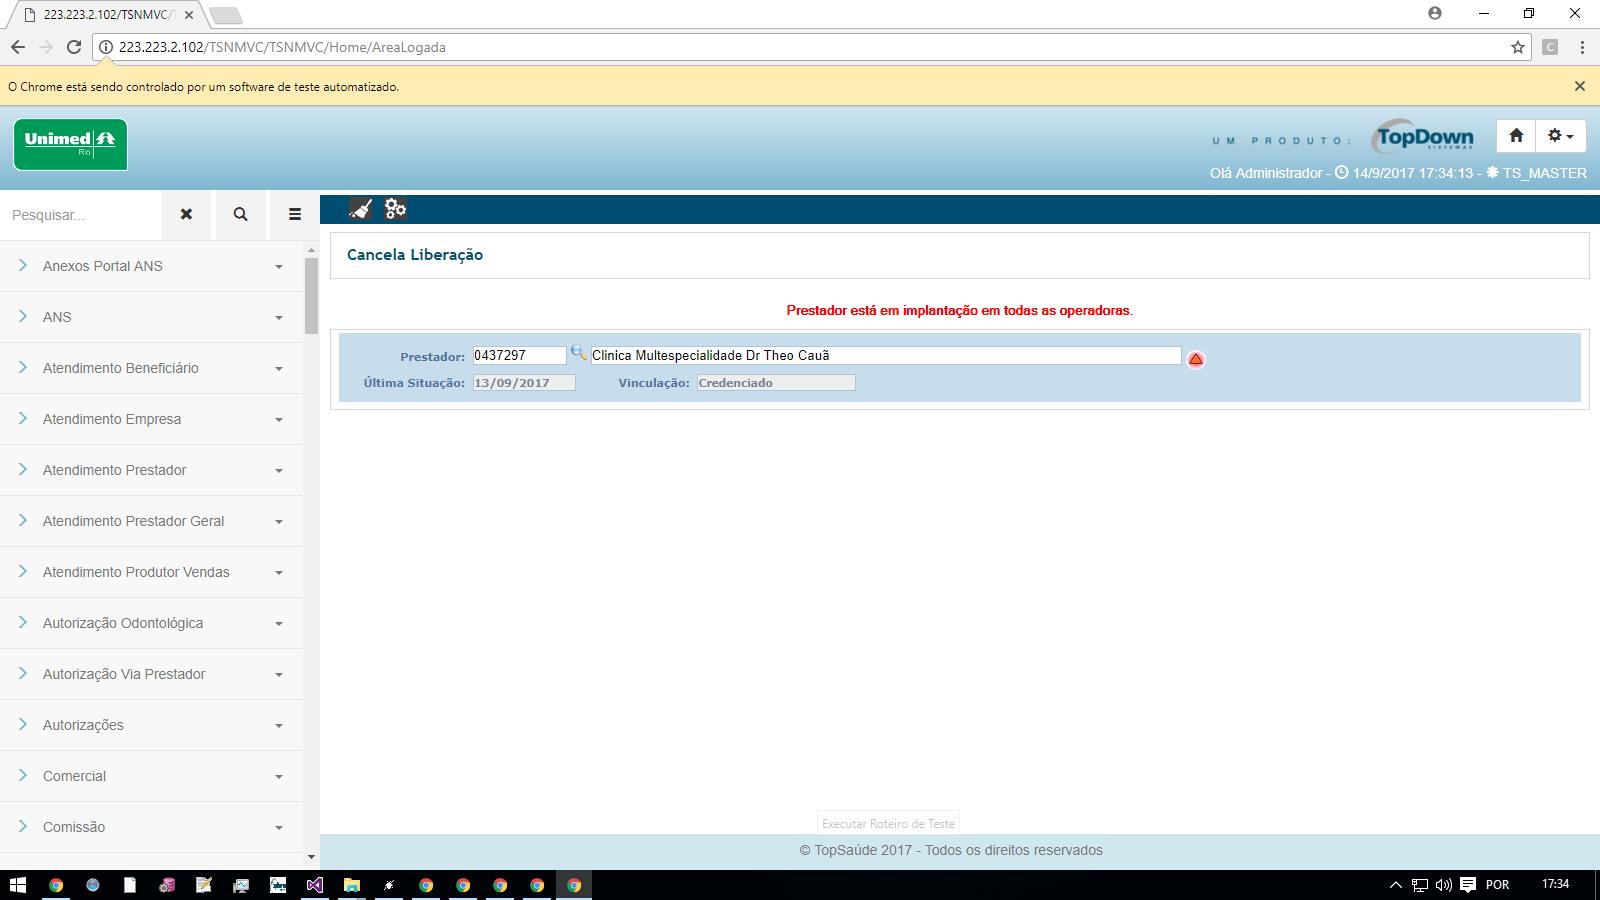 223.223.2.102/TSNMVC/T
223.223.2.102/TSNMVC/TSNMVC/Home/AreaLogada
C
O Chrome está sendo controlado por um software de teste automatizado.
Unimed
Rio
UM PRODUTO:
TopDown
SISTEMAS
Olá Administrador - 14/9/2017 17:34:13 - TS_MASTER
Pesquisar...
Anexos Portal ANS
ANS
Atendimento Beneficiário
Atendimento Empresa
Atendimento Prestador
Atendimento Prestador Geral
Atendimento Produtor Vendas
Autorização Odontológica
Autorização Via Prestador
Autorizações
Comercial
Comissão
Cancela Liberação
Prestador está em implantação em todas as operadoras.
Prestador: 0437297 Clinica Multespecialidade Dr Theo Cauã
Última Situação: 13/09/2017 Vinculação: Credenciado
Executar Roteiro de Teste
© TopSaúde 2017 - Todos os direitos reservados
POR 17:34